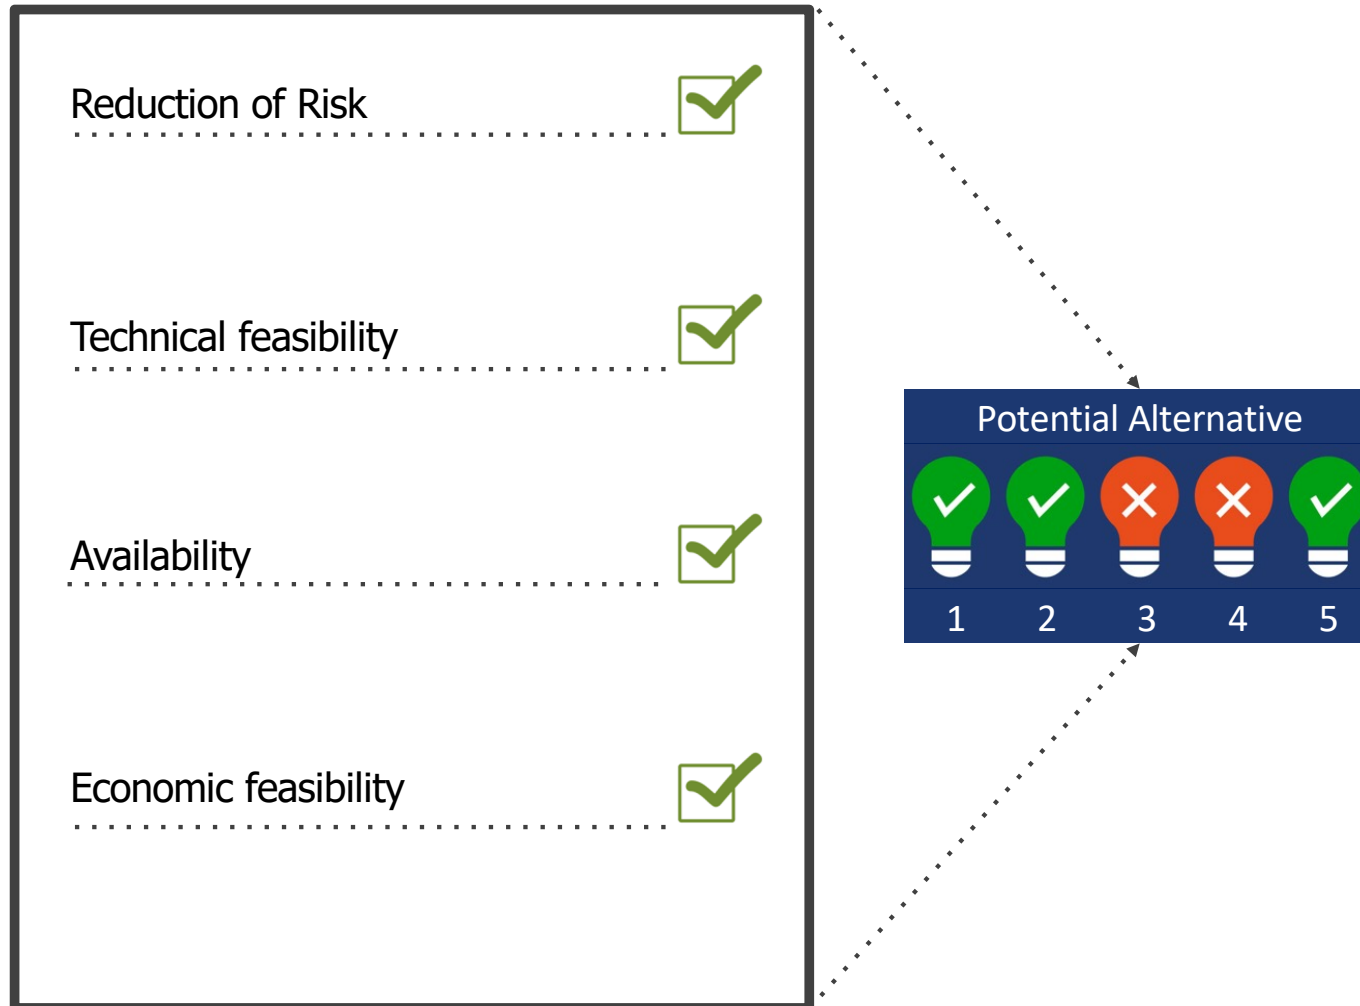 Reduction of Risk
Technical feasibility
Availability
Economic feasibility
Potential Alternative
1 2 3 4 5